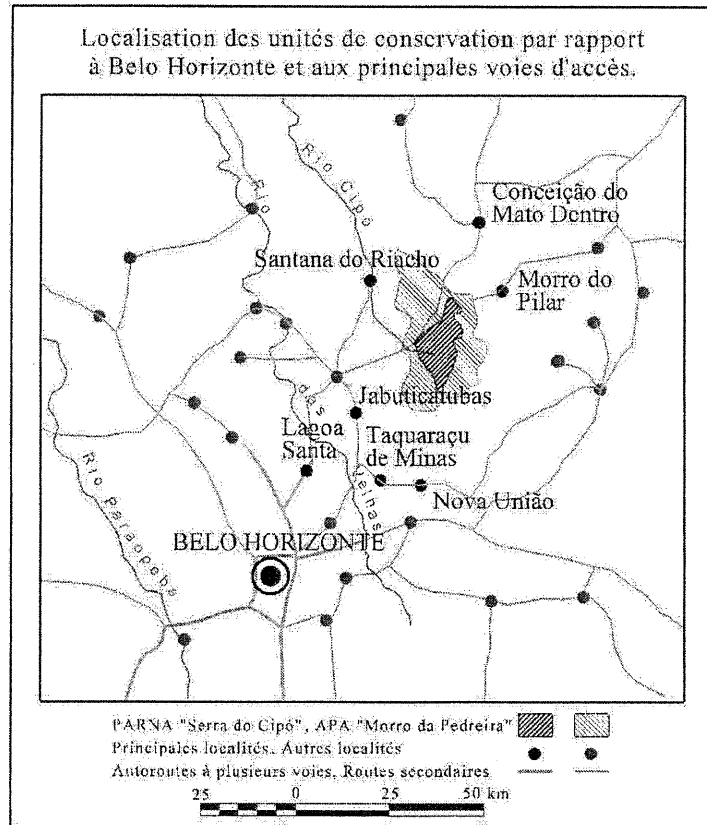 Localisation des unités de conservation par rapport
à Belo Horizonte et aux principales voies d'accès.
Rio
Rio Cipó
Conceição do
Mato Dentro
Santana do Riacho
Morro do
Pilar
Jabuticatubas
das
Lagoa
Santa
Taquaraçu
de Minas
Velhas
Nova União
Rio Paraopeba
BELO HORIZONTE
PARNA "Serra do Cipó", APA "Morro da Pedreira"
Principales localités, Autres localités
Autoroutes à plusieurs voies, Routes secondaires
25 0 25 50 km